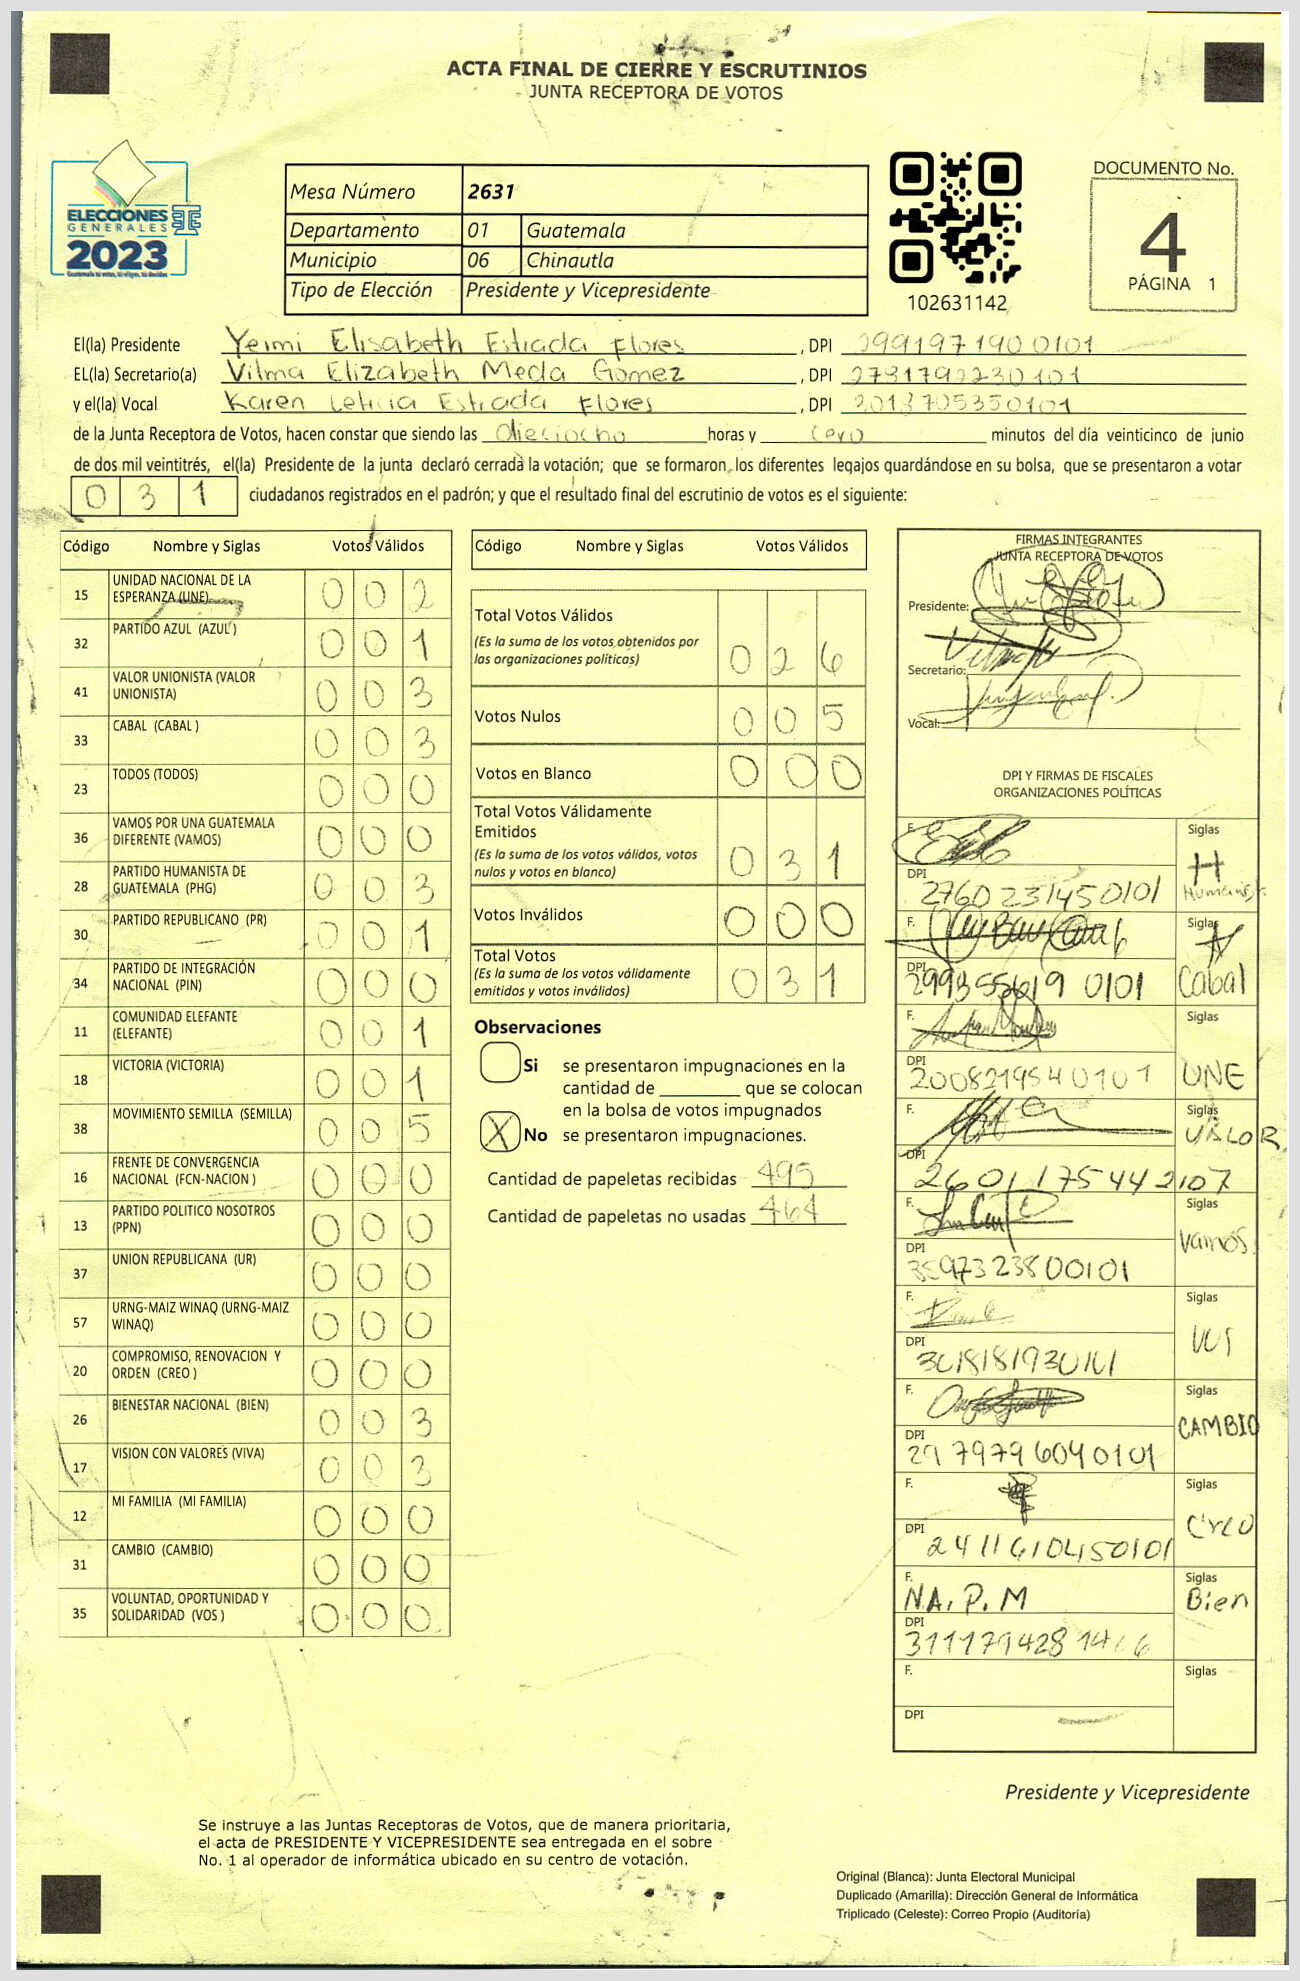 ACTA FINAL DE CIERRE Y ESCRUTINIOS
JUNTA RECEPTORA DE VOTOS
ELECCIONES
GENERALES
2023
Mesa Número 2631
Departamento 01 Guatemala
Municipio 06 Chinautla
Tipo de Elección Presidente y Vicepresidente
102631142
DOCUMENTO No.
4
PÁGINA 1
El(la) Presidente Yeimi Elisabeth Estrada Flores, DPI 2991971900101
EL(la) Secretario(a) Vilma Elizabeth Meda Gomez, DPI 2731792230101
y el(la) Vocal Karen Leticia Estrada Flores, DPI 2013705350101
de la Junta Receptora de Votos, hacen constar que siendo las Dieciocho horas y cero minutos del día veinticinco de junio
de dos mil veintitrés, el(la) Presidente de la junta declaró cerrada la votación; que se formaron los diferentes legajos guardándose en su bolsa, que se presentaron a votar
0 3 1 ciudadanos registrados en el padrón; y que el resultado final del escrutinio de votos es el siguiente:
Código Nombre y Siglas Votos Válidos
15 UNIDAD NACIONAL DE LA ESPERANZA (UNE) 0 0 2
32 PARTIDO AZUL (AZUL) 0 0 1
41 VALOR UNIONISTA (VALOR UNIONISTA) 0 0 3
33 CABAL (CABAL ) 0 0 3
23 TODOS (TODOS) 0 0 0
36 VAMOS POR UNA GUATEMALA DIFERENTE (VAMOS) 0 0 0
28 PARTIDO HUMANISTA DE GUATEMALA (PHG) 0 0 3
30 PARTIDO REPUBLICANO (PR) 0 0 1
34 PARTIDO DE INTEGRACIÓN NACIONAL (PIN) 0 0 0
11 COMUNIDAD ELEFANTE (ELEFANTE) 0 0 1
18 VICTORIA (VICTORIA) 0 0 1
38 MOVIMIENTO SEMILLA (SEMILLA) 0 0 5
16 FRENTE DE CONVERGENCIA NACIONAL (FCN-NACION ) 0 0 0
13 PARTIDO POLITICO NOSOTROS (PPN) 0 0 0
37 UNION REPUBLICANA (UR) 0 0 0
57 URNG-MAIZ WINAQ (URNG-MAIZ WINAQ) 0 0 0
20 COMPROMISO, RENOVACION Y ORDEN (CREO ) 0 0 0
26 BIENESTAR NACIONAL (BIEN) 0 0 3
17 VISION CON VALORES (VIVA) 0 0 3
12 MI FAMILIA (MI FAMILIA) 0 0 0
31 CAMBIO (CAMBIO) 0 0 0
35 VOLUNTAD, OPORTUNIDAD Y SOLIDARIDAD (VOS ) 0 0 0
Código Nombre y Siglas Votos Válidos
Total Votos Válidos
(Es la suma de los votos obtenidos por
las organizaciones políticas) 0 2 6
Votos Nulos 0 0 5
Votos en Blanco 0 0 0
Total Votos Válidamente
Emitidos
(Es la suma de los votos válidos, votos
nulos y votos en blanco) 0 3 1
Votos Inválidos 0 0 0
Total Votos
(Es la suma de los votos válidamente
emitidos y votos inválidos) 0 3 1
Observaciones
Si se presentaron impugnaciones en la
cantidad de ________ que se colocan
en la bolsa de votos impugnados
X No se presentaron impugnaciones.
Cantidad de papeletas recibidas 495
Cantidad de papeletas no usadas 464
FIRMAS INTEGRANTES
JUNTA RECEPTORA DE VOTOS
Presidente:
Secretario:
Vocal:
DPI Y FIRMAS DE FISCALES
ORGANIZACIONES POLÍTICAS
F. Siglas
H
DPI 2760231450101
F. Siglas
DPI 2993556190101 Cabal
F. Siglas
DPI 2008219540101 UNE
F. Siglas
VALOR
DPI 2601175442107
F. Siglas
Vamos
DPI 3597323800101
F. Siglas
DPI
F. Siglas
CAMBIO
DPI 2979796040101
F. Siglas
DPI 2411610450101 Creo
F. Siglas
NA. P. M Bien
DPI
F. Siglas
DPI
Presidente y Vicepresidente
Se instruye a las Juntas Receptoras de Votos, que de manera prioritaria,
el acta de PRESIDENTE Y VICEPRESIDENTE sea entregada en el sobre
No. 1 al operador de informática ubicado en su centro de votación.
Original (Blanca): Junta Electoral Municipal
Duplicado (Amarilla): Dirección General de Informática
Triplicado (Celeste): Correo Propio (Auditoría)